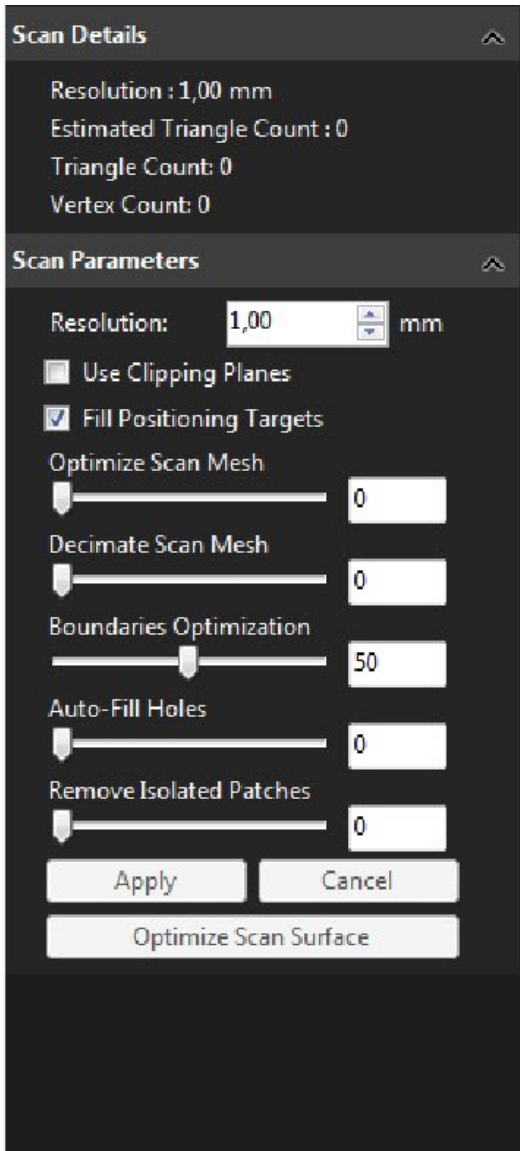 Scan Details
Resolution : 1,00 mm
Estimated Triangle Count : 0
Triangle Count: 0
Vertex Count: 0
Scan Parameters
Resolution: 1,00 mm
Use Clipping Planes
Fill Positioning Targets
Optimize Scan Mesh
0
Decimate Scan Mesh
0
Boundaries Optimization
50
Auto-Fill Holes
0
Remove Isolated Patches
0
Apply Cancel
Optimize Scan Surface